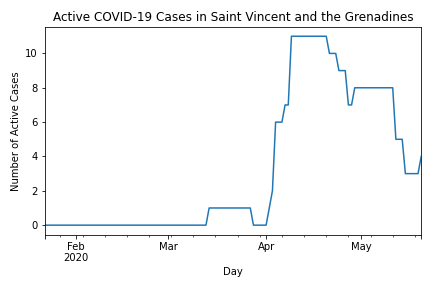 Active COVID-19 Cases in Saint Vincent and the Grenadines
Number of Active Cases
10
8
6
4
2
0
Feb Mar Apr May
2020
Day